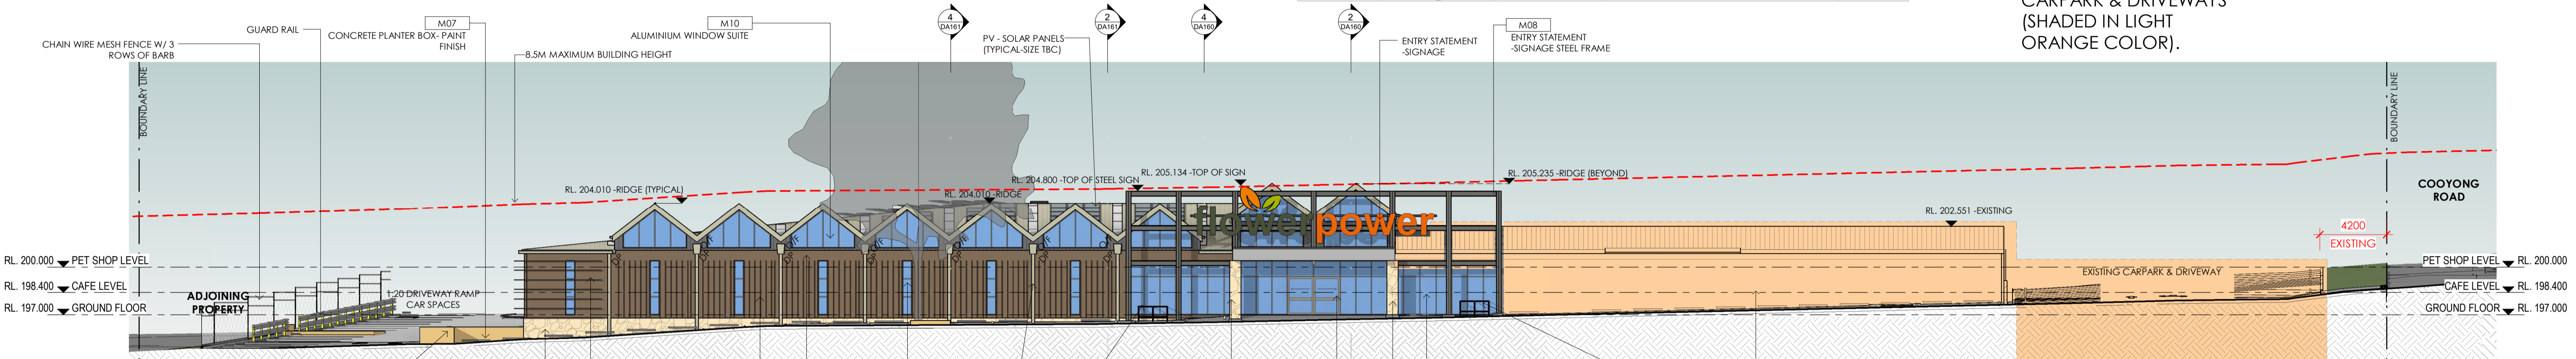 CARPARK & DRIVEWAYS
(SHADED IN LIGHT
ORANGE COLOR).
4
DA161
2
DA161
4
DA160
2
DA160
M07
CONCRETE PLANTER BOX- PAINT
FINISH
M10
ALUMINIUM WINDOW SUITE
M08
ENTRY STATEMENT
-SIGNAGE STEEL FRAME
GUARD RAIL
CHAIN WIRE MESH FENCE W/ 3
ROWS OF BARB
PV - SOLAR PANELS
(TYPICAL-SIZE TBC)
ENTRY STATEMENT
-SIGNAGE
8.5M MAXIMUM BUILDING HEIGHT
BOUNDARY LINE
BOUNDARY LINE
RL. 204.010 -RIDGE (TYPICAL)
RL. 204.800 -TOP OF STEEL SIGN
RL. 205.134 -TOP OF SIGN
RL. 205.235 -RIDGE (BEYOND)
RL. 204.010 -RIDGE
RL. 202.551 -EXISTING
COOYONG
ROAD
4200
EXISTING
flowerpower
RL. 200.000 PET SHOP LEVEL
RL. 198.400 CAFE LEVEL
RL. 197.000 GROUND FLOOR
ADJOINING
PROPERTY
1:20 DRIVEWAY RAMP
CAR SPACES
EXISTING CARPARK & DRIVEWAY
PET SHOP LEVEL RL. 200.000
CAFE LEVEL RL. 198.400
GROUND FLOOR RL. 197.000